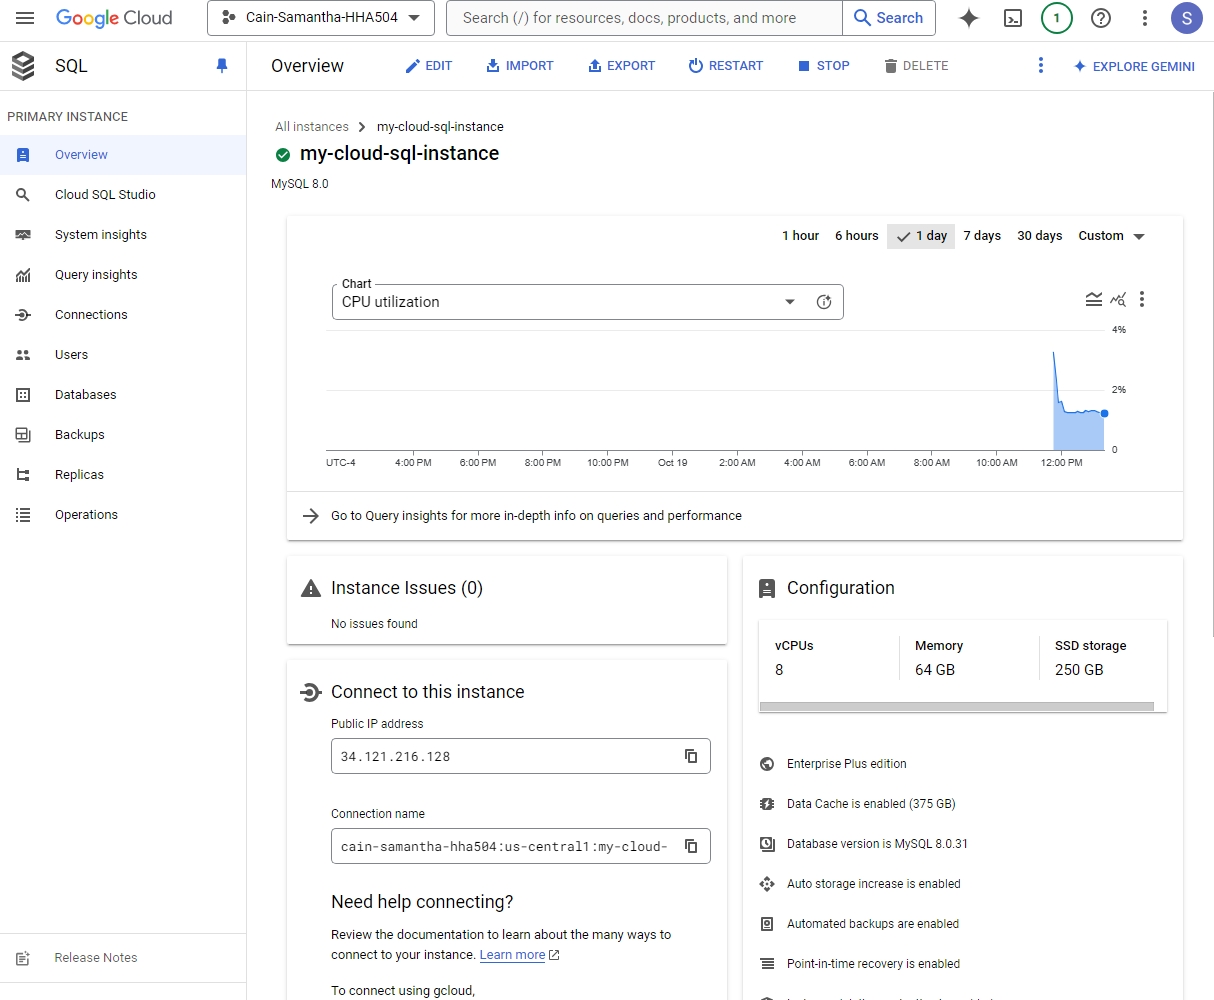 Google Cloud
Cain-Samantha-HHA504
Search (/) for resources, docs, products, and more
Search
1
S
SQL
Overview
EDIT
IMPORT
EXPORT
RESTART
STOP
DELETE
EXPLORE GEMINI
PRIMARY INSTANCE
Overview
Cloud SQL Studio
System insights
Query insights
Connections
Users
Databases
Backups
Replicas
Operations
Release Notes
All instances
my-cloud-sql-instance
my-cloud-sql-instance
MySQL 8.0
1 hour
6 hours
1 day
7 days
30 days
Custom
Chart
CPU utilization
4%
2%
0
UTC-4
4:00 PM
6:00 PM
8:00 PM
10:00 PM
Oct 19
2:00 AM
4:00 AM
6:00 AM
8:00 AM
10:00 AM
12:00 PM
Go to Query insights for more in-depth info on queries and performance
Instance Issues (0)
No issues found
Connect to this instance
Public IP address
34.121.216.128
Connection name
cain-samantha-hha504:us-central1:my-cloud-
Need help connecting?
Review the documentation to learn about the many ways to
connect to your instance. Learn more
To connect using gcloud,
Configuration
vCPUs
8
Memory
64 GB
SSD storage
250 GB
Enterprise Plus edition
Data Cache is enabled (375 GB)
Database version is MySQL 8.0.31
Auto storage increase is enabled
Automated backups are enabled
Point-in-time recovery is enabled